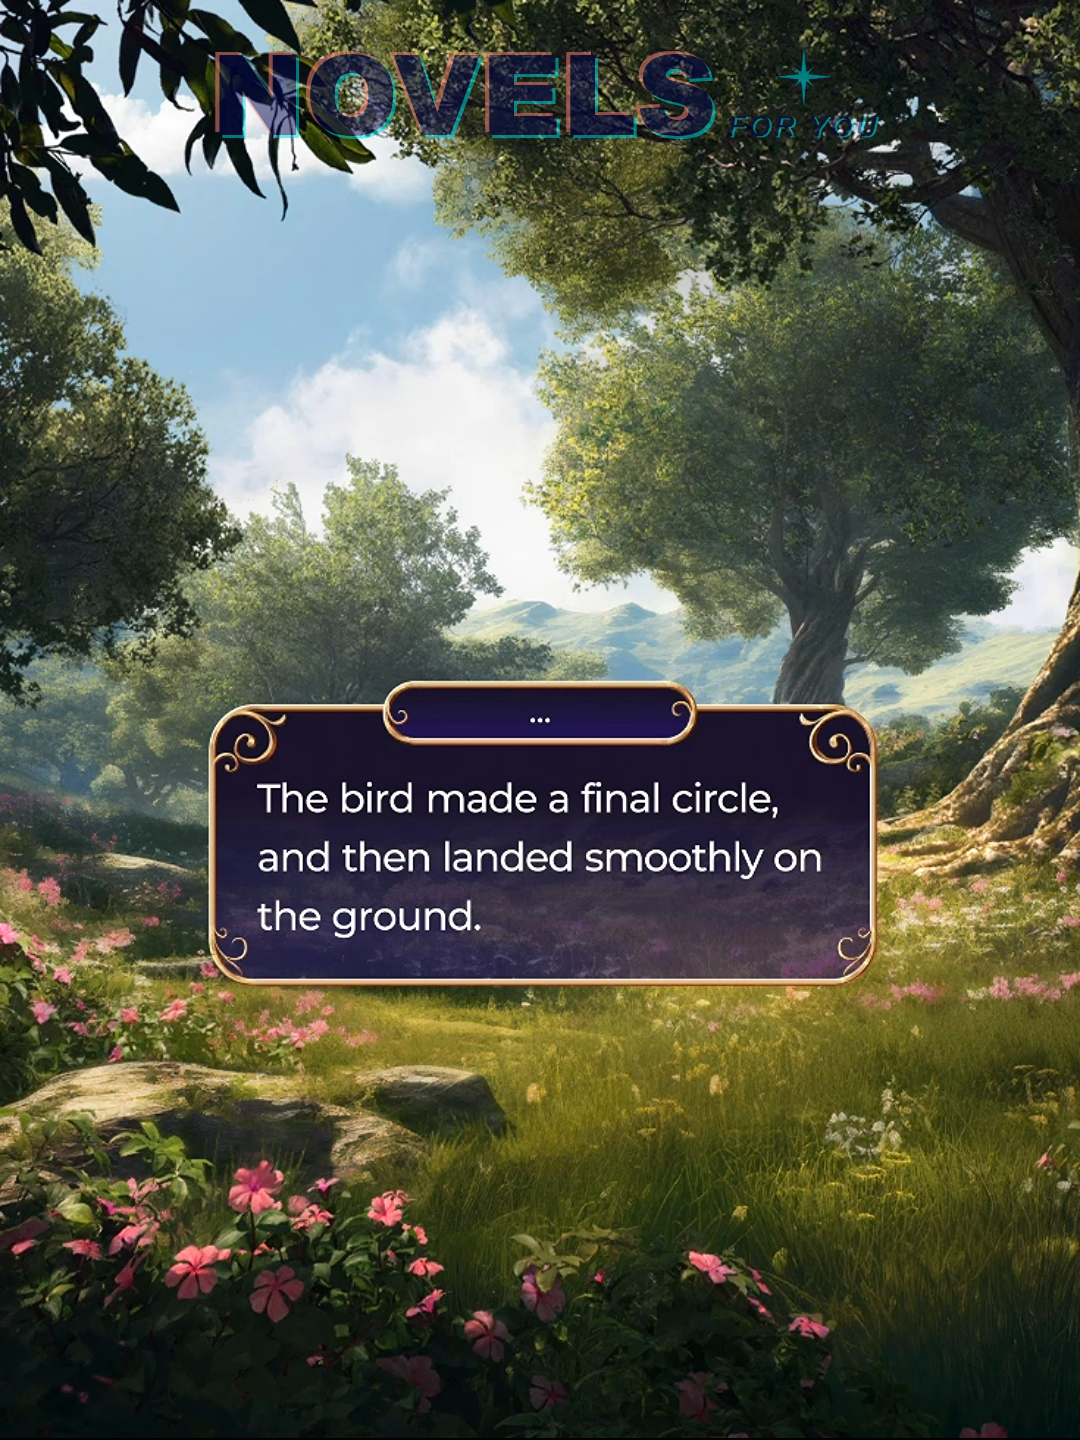 NOVELS
FOR YOU
...
The bird made a final circle,
and then landed smoothly on
the ground.